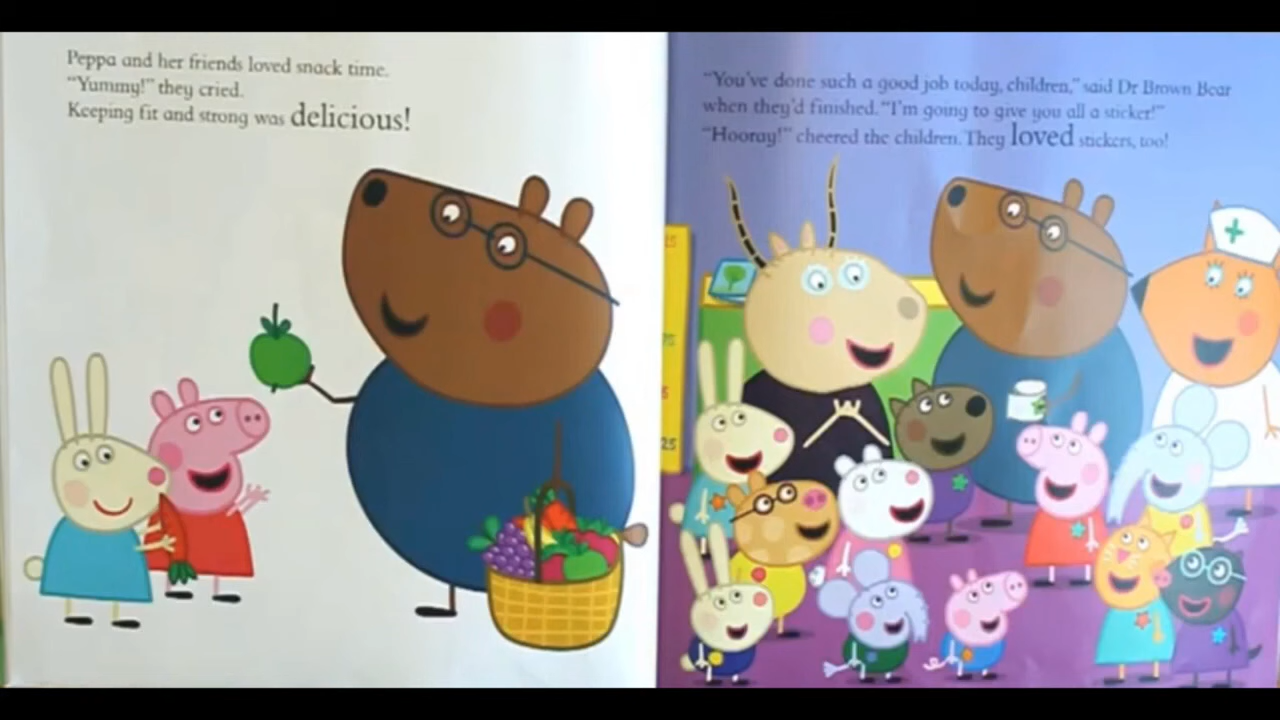 Peppa and her friends loved snack time.
“Yummy!” they cried.
Keeping fit and strong was delicious!
“You’ve done such a good job today, children,” said Dr Brown Bear
when they’d finished. “I’m going to give you all a sticker!”
“Hooray!” cheered the children. They loved stickers, too!
25